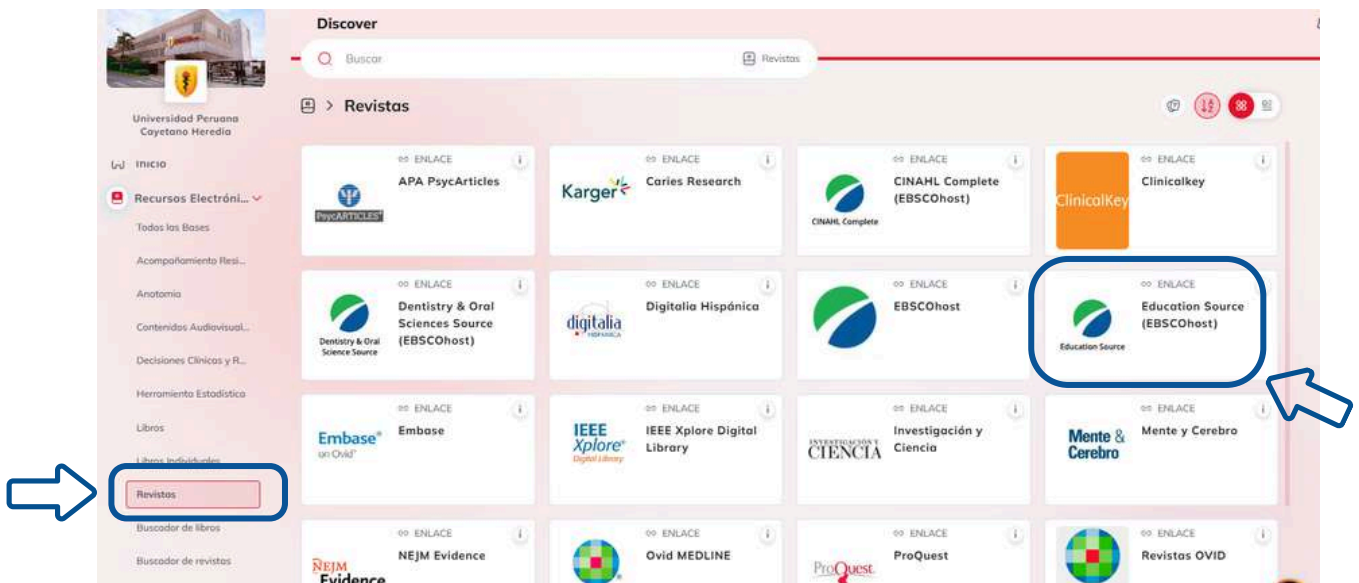 Discover
Buscar
Revistas
Universidad Peruana
Cayetano Heredia
> Revistas
Inicio
Recursos Electróni...
Todas las Bases
Acompañamiento Resi...
Anatomía
Contenidos Audiovisual...
Decisiones Clínicas y R...
Herramienta Estadística
Libros
Libros Individuales
Revistas
Buscador de libros
Buscador de revistas
ENLACE
APA PsycArticles
PsycARTICLES
ENLACE
Karger
Caries Research
ENLACE
CINAHL Complete
(EBSCOhost)
CINAHL Complete
ENLACE
ClinicalKey
Clinicalkey
ENLACE
Dentistry & Oral
Sciences Source
(EBSCOhost)
Dentistry & Oral
Science Source
ENLACE
digitalia
HISPÁNICA
Digitalia Hispánica
ENLACE
EBSCOhost
ENLACE
Education Source
(EBSCOhost)
Education Source
ENLACE
Embase®
on Ovid®
Embase
ENLACE
IEEE
Xplore®
Digital Library
IEEE Xplore Digital
Library
ENLACE
INVESTIGACIÓN Y
CIENCIA
Investigación y
Ciencia
ENLACE
Mente &
Cerebro
Mente y Cerebro
ENLACE
NEJM
Evidence
NEJM Evidence
ENLACE
Ovid MEDLINE
ENLACE
ProQuest
ProQuest
ENLACE
Revistas OVID